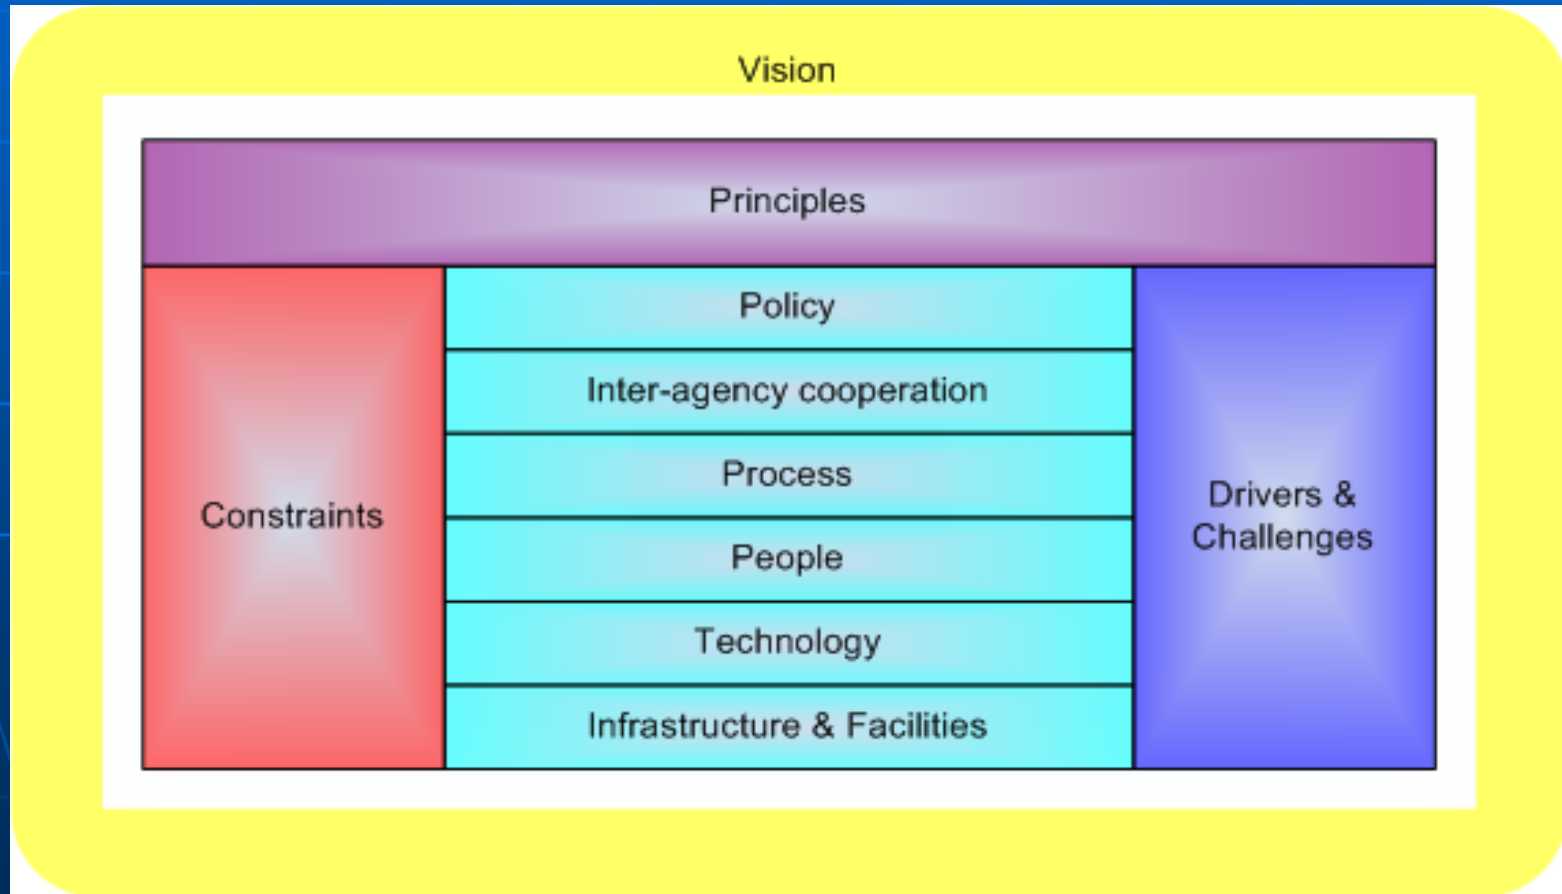 Vision
Principles
Policy
Inter-agency cooperation
Process
People
Technology
Infrastructure & Facilities
Constraints
Drivers &
Challenges